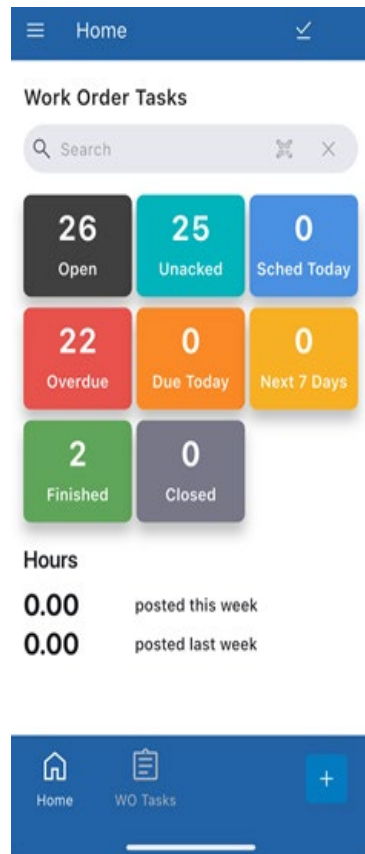 Home
Work Order Tasks
Search
26 25 0
Open Unacked Sched Today
22 0 0
Overdue Due Today Next 7 Days
2 0
Finished Closed
Hours
0.00 posted this week
0.00 posted last week
Home WO Tasks +